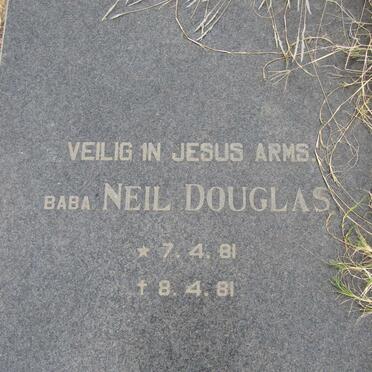 VEILIG IN JESUS ARMS.
BABA NEIL DOUGLAS
★ 7.4.81
† 8.4.81